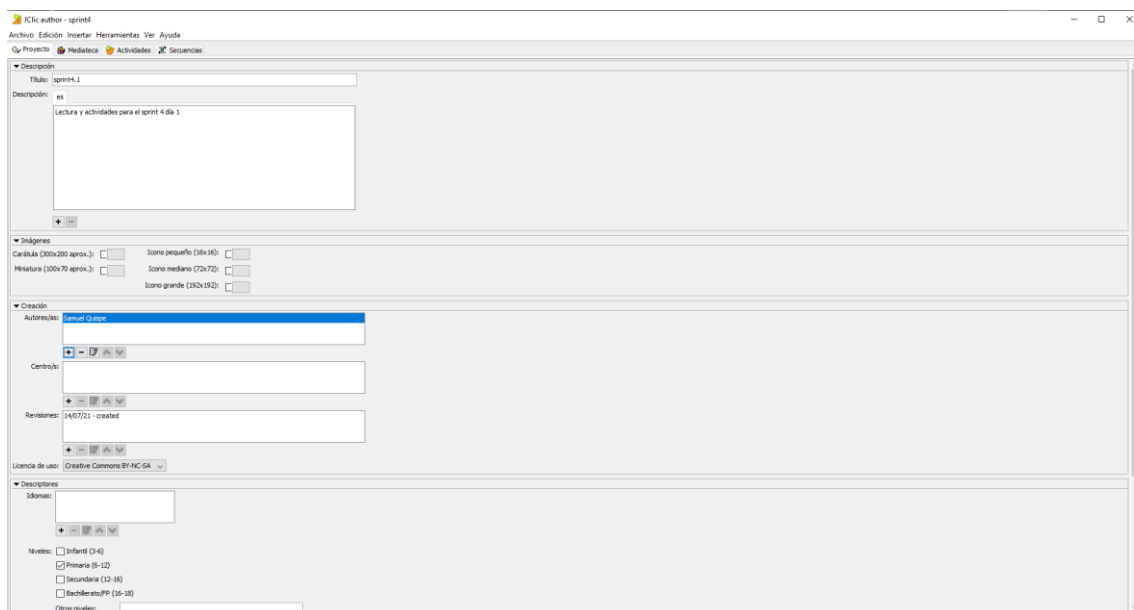 JClic author - sprint4
Archivo Edición Insertar Herramientas Ver Ayuda
Proyecto Mediateca Actividades Secuencias
Descripción
Título: sprint4.1
Descripción: es
Lectura y actividades para el sprint 4 día 1
Imágenes
Carátula (300x200 aprox.): Icono pequeño (16x16):
Miniatura (100x70 aprox.): Icono mediano (72x72):
Icono grande (192x192):
Creación
Autores/as: Samuel Quispe
Centro/s:
Revisiones: 14/07/21 - created
Licencia de uso: Creative Commons BY-NC-SA
Descriptores
Idiomas:
Niveles: Infantil (3-6)
Primaria (6-12)
Secundaria (12-16)
Bachillerato/FP (16-18)
Otros niveles: